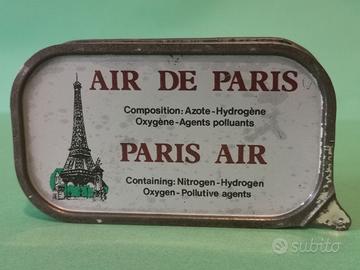 AIR DE PARIS
Composition: Azote-Hydrogène
Oxygène-Agents polluants
PARIS AIR
Containing: Nitrogen-Hydrogen
Oxygen-Pollutive agents
subito